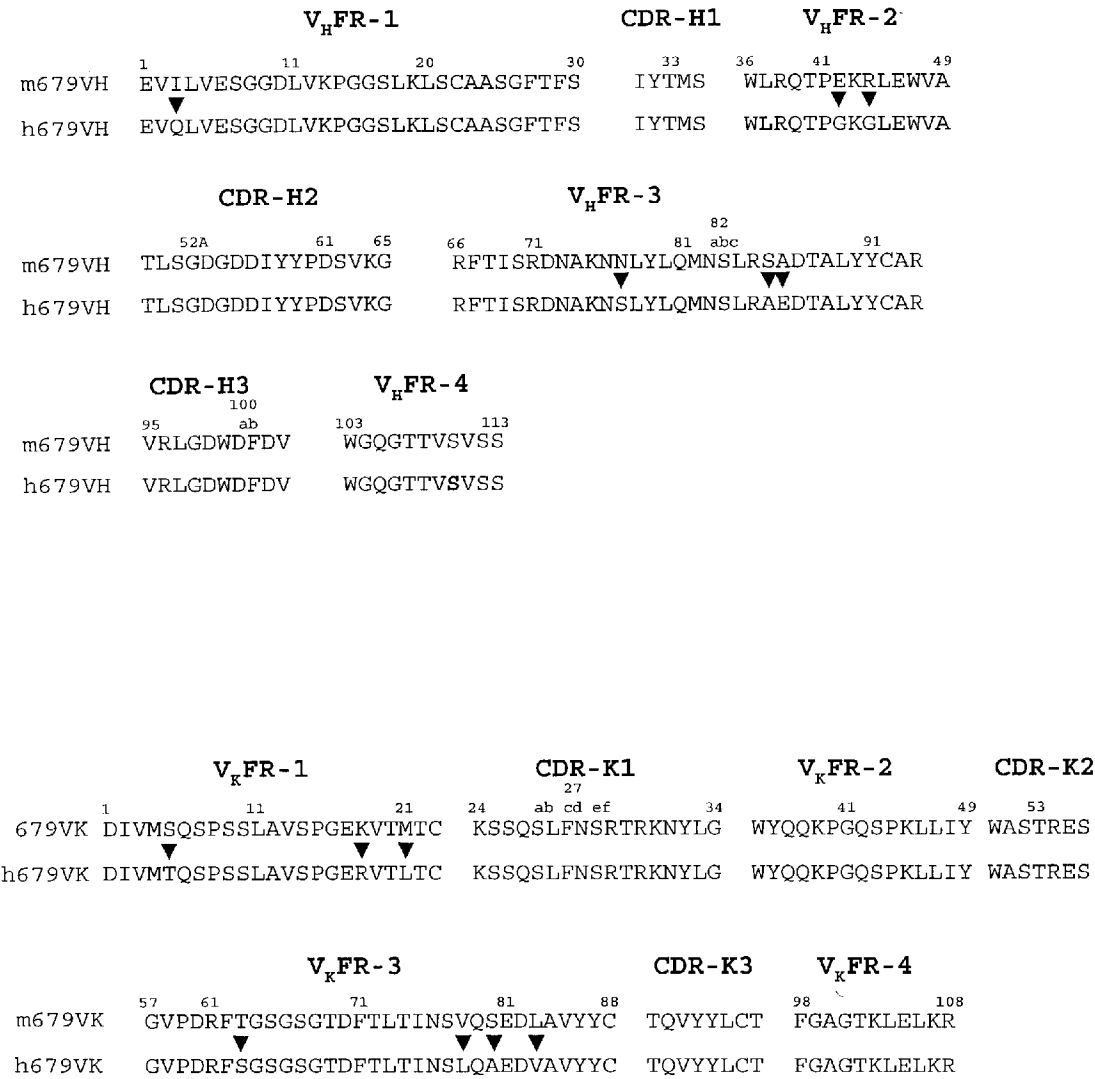 VHFR-1 CDR-H1 VHFR-2
1 11 20 30 33 36 42 49
m679VH EVILVESGGDLVKPGGSLKLSCAASGFTFS IYTMS WLRQTPEKRLEWVA
▼ ▼ ▼
h679VH EVQLVESGGDLVKPGGSLKLSCAASGFTFS IYTMS WLRQTPGKGLEWVA
CDR-H2 VHFR-3
82
52A 61 65 66 71 81 abc 91
m679VH TLSGDGDDIYYPDSVKG RFTISRDNAKNNLYLQMNSLRSADTALYYCAR
▼ ▼▼
h679VH TLSGDGDDIYYPDSVKG RFTISRDNAKNSLYLQMNSLRAEDTALYYCAR
CDR-H3 VHFR-4
100
95 ab 103 113
m679VH VRLGDWDFDV WGQGTTVSVSS
h679VH VRLGDWDFDV WGQGTTVSVSS
VKFR-1 CDR-K1 VKFR-2 CDR-K2
27
1 11 21 24 ab cd ef 34 41 49 53
679VK DIVMSQSPSSLAVSPGEKVTMTC KSSQSLFNSRTRKNYLG WYQQKPGQSPKLLIY WASTRES
▼ ▼ ▼
h679VK DIVMTQSPSSLAVSPGERVTLTC KSSQSLFNSRTRKNYLG WYQQKPGQSPKLLIY WASTRES
VKFR-3 CDR-K3 VKFR-4
57 61 71 81 88 98 108
m679VK GVPDRFTGSGSGTDFTLTINSVQSEDLAVYYC TQVYYLCT FGAGTKLELKR
▼ ▼ ▼ ▼
h679VK GVPDRFSGSGSGTDFTLTINSLQAEDVAVYYC TQVYYLCT FGAGTKLELKR